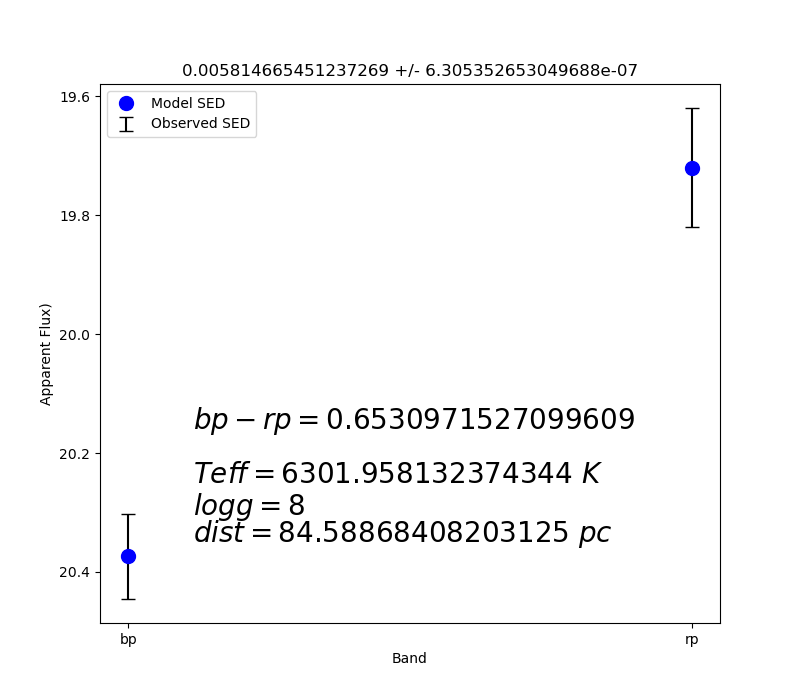 0.005814665451237269 +/- 6.305352653049688e-07
Model SED
Observed SED
19.6
19.8
20.0
20.2
20.4
Apparent Flux)
bp − rp = 0.6530971527099609
Teff = 6301.958132374344 K
logg = 8
dist = 84.58868408203125 pc
bp
rp
Band